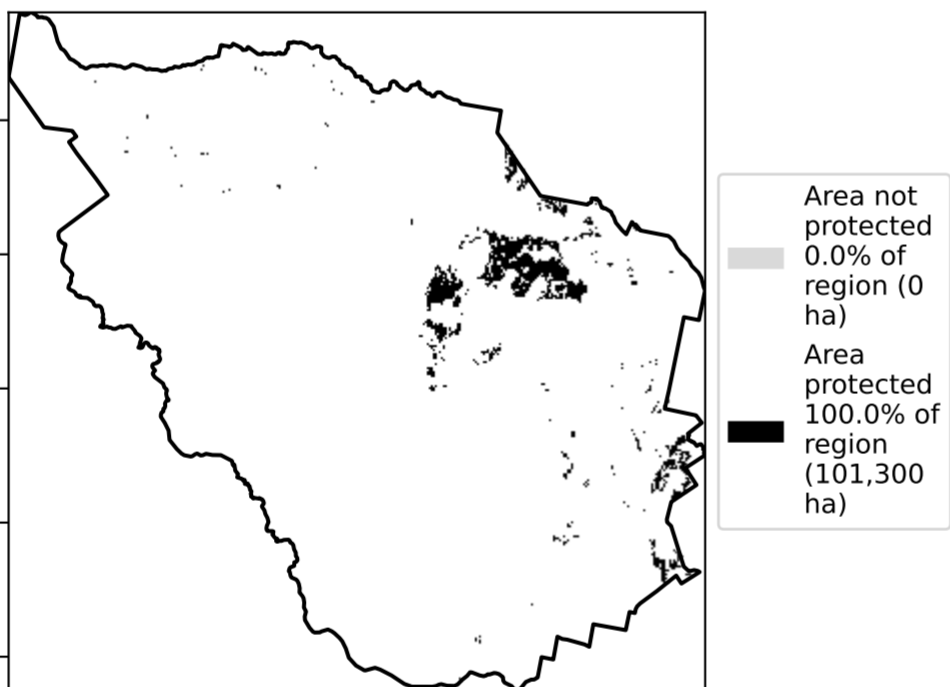 Area not
protected
0.0% of
region (0
ha)
Area
protected
100.0% of
region
(101,300
ha)